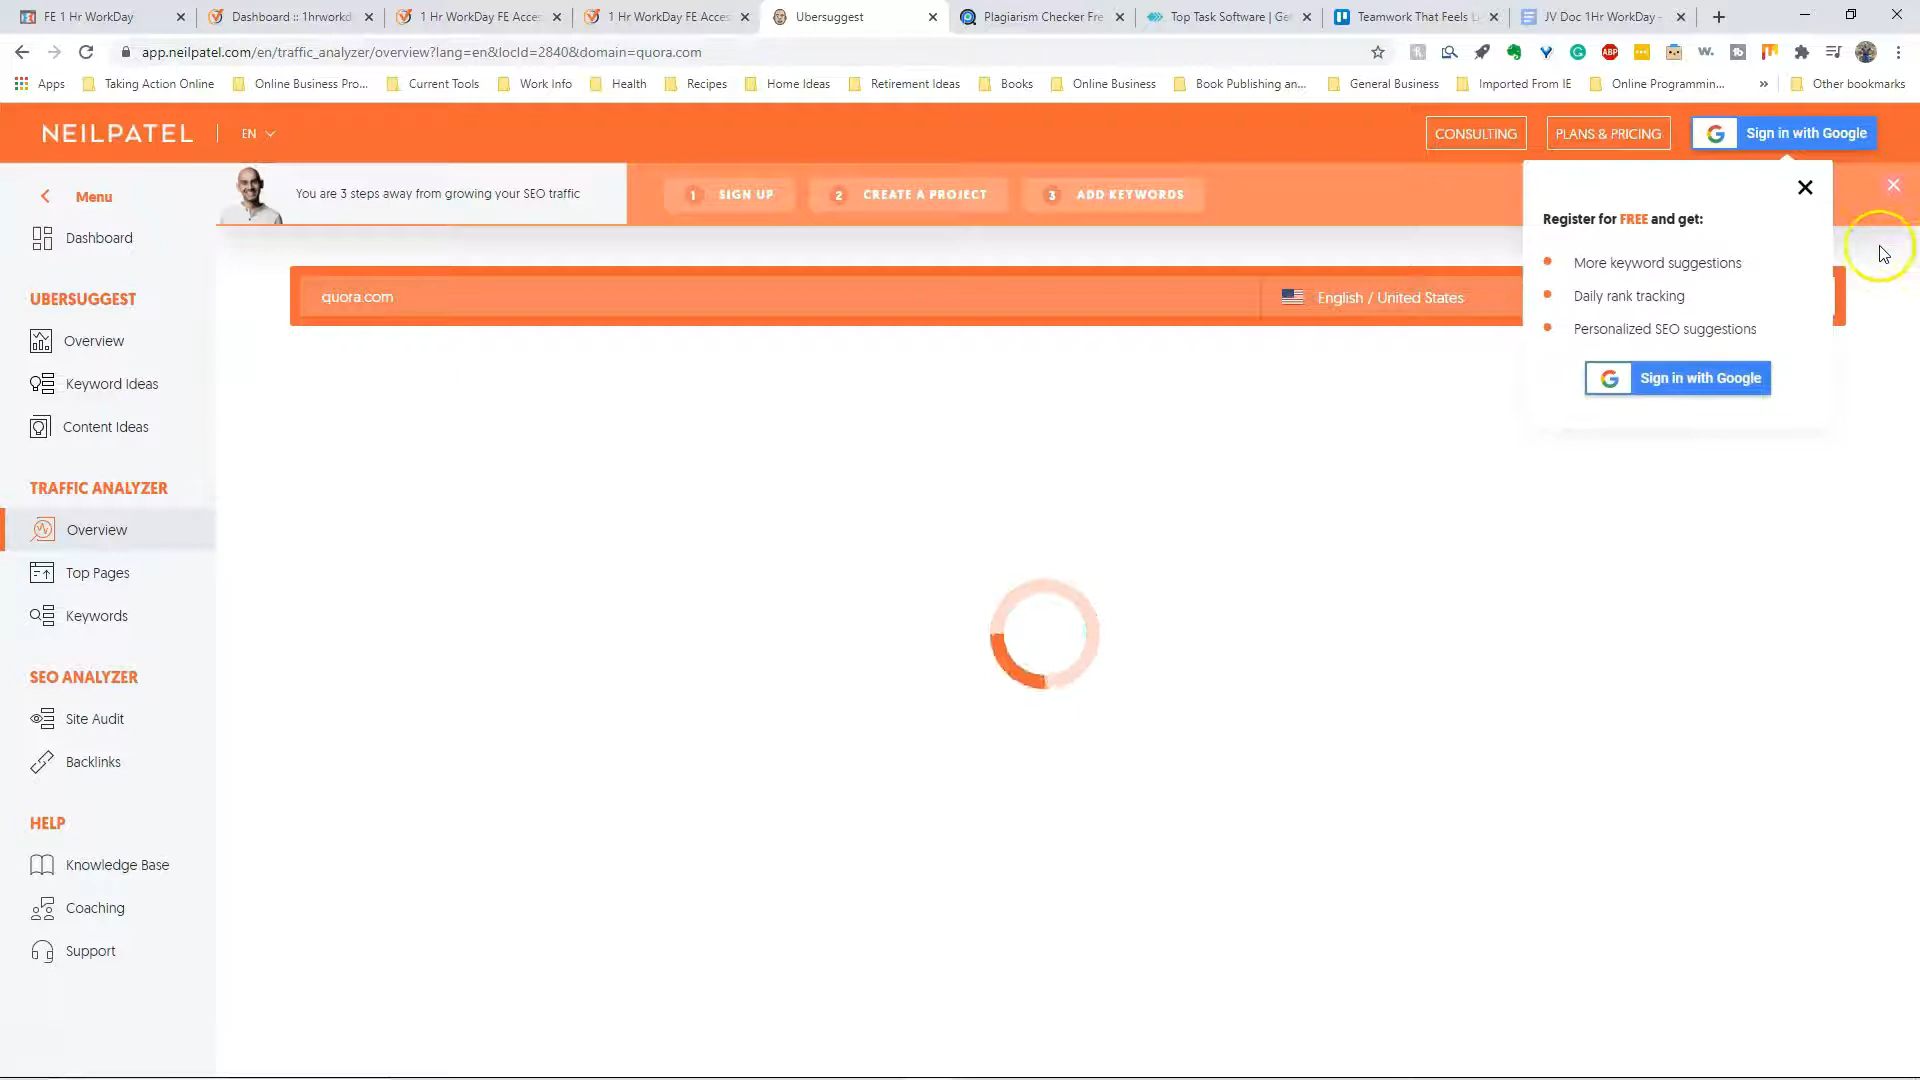 FE 1 Hr WorkDay
Dashboard :: 1hrworkd
1 Hr WorkDay FE Acces
1 Hr WorkDay FE Acces
Ubersuggest
Plagiarism Checker Fre
Top Task Software | Ge
Teamwork That Feels L
JV Doc 1Hr WorkDay -
app.neilpatel.com/en/traffic_analyzer/overview?lang=en&locId=2840&domain=quora.com
ABP
W.
Apps
Taking Action Online
Online Business Pro...
Current Tools
Work Info
Health
Recipes
Home Ideas
Retirement Ideas
Books
Online Business
Book Publishing an...
General Business
Imported From IE
Online Programmin...
»
Other bookmarks
NEILPATEL
EN
CONSULTING
PLANS & PRICING
Sign in with Google
Menu
You are 3 steps away from growing your SEO traffic
1 SIGN UP
2 CREATE A PROJECT
3 ADD KEYWORDS
Register for FREE and get:
More keyword suggestions
Daily rank tracking
Personalized SEO suggestions
Sign in with Google
quora.com
English / United States
Dashboard
UBERSUGGEST
Overview
Keyword Ideas
Content Ideas
TRAFFIC ANALYZER
Overview
Top Pages
Keywords
SEO ANALYZER
Site Audit
Backlinks
HELP
Knowledge Base
Coaching
Support